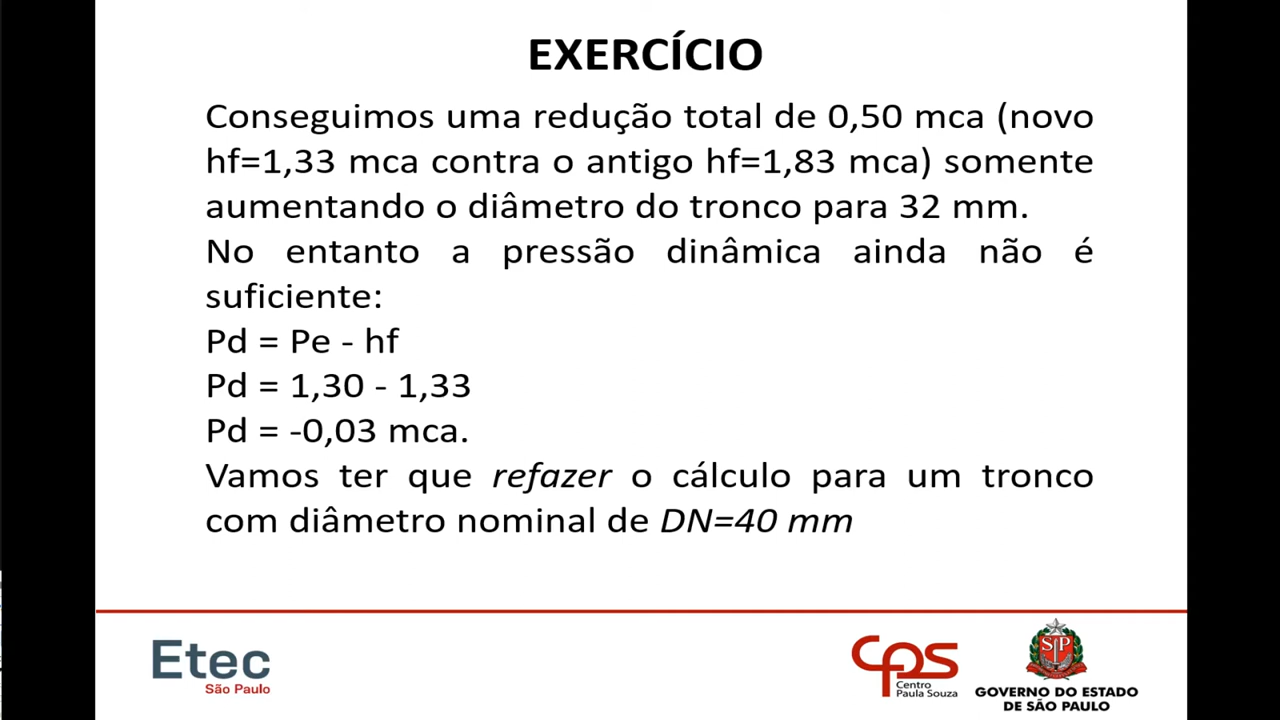 EXERCÍCIO
Conseguimos uma redução total de 0,50 mca (novo
hf=1,33 mca contra o antigo hf=1,83 mca) somente
aumentando o diâmetro do tronco para 32 mm.
No entanto a pressão dinâmica ainda não é
suficiente:
Pd = Pe - hf
Pd = 1,30 - 1,33
Pd = -0,03 mca.
Vamos ter que refazer o cálculo para um tronco
com diâmetro nominal de DN=40 mm
Etec
São Paulo
CPS
Centro
Paula Souza
SP
GOVERNO DO ESTADO
DE SÃO PAULO